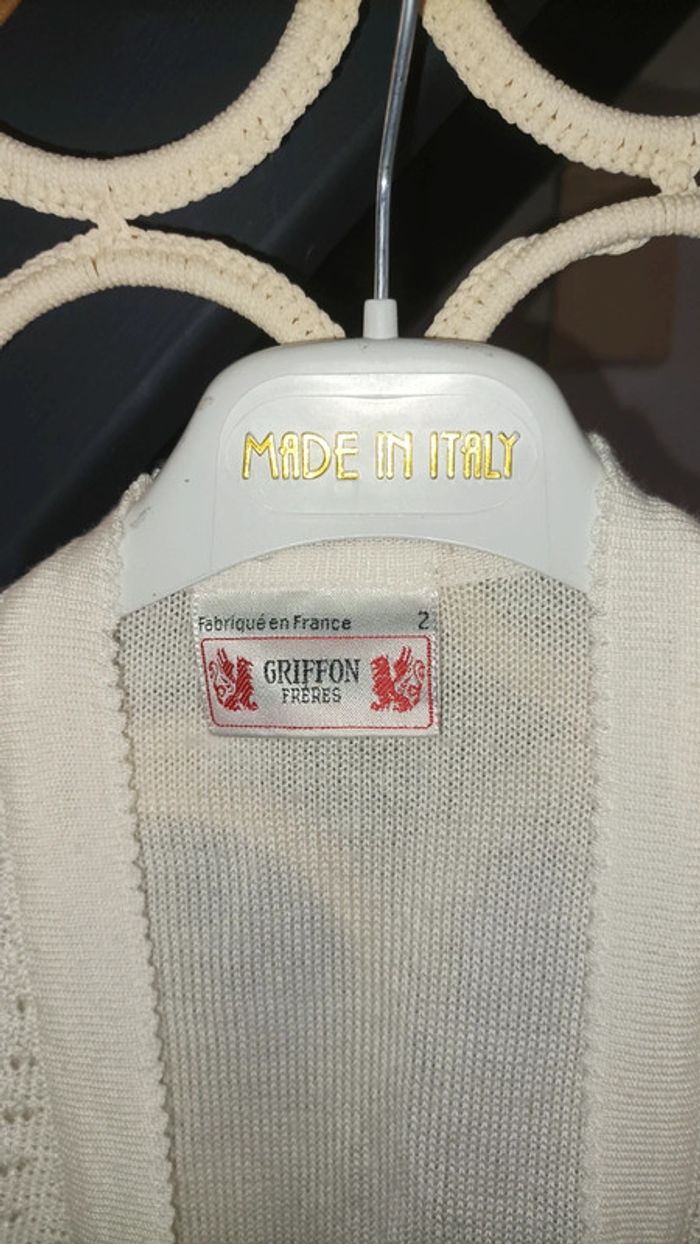 MADE IN ITALY
Fabriqué en France 2
GRIFFON
FRÈRES